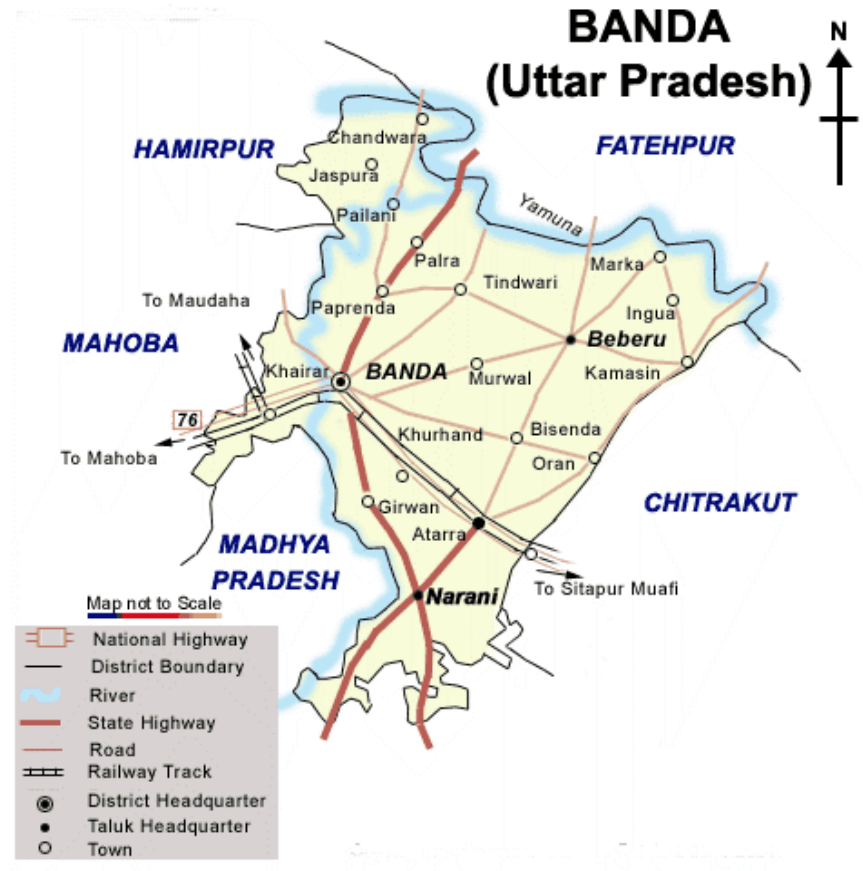 BANDA
(Uttar Pradesh)
N
HAMIRPUR
FATEHPUR
Chandwara
Jaspura
Pailani
Yamuna
Palra
Marka
Tindwari
To Maudaha
Paprenda
Ingua
MAHOBA
Beberu
Khairar
BANDA
Murwal
Kamasin
76
Khurhand
Bisenda
To Mahoba
Oran
CHITRAKUT
Girwan
Atarra
MADHYA
PRADESH
To Sitapur Muafi
Narani
Map not to Scale
National Highway
District Boundary
River
State Highway
Road
Railway Track
District Headquarter
Taluk Headquarter
Town